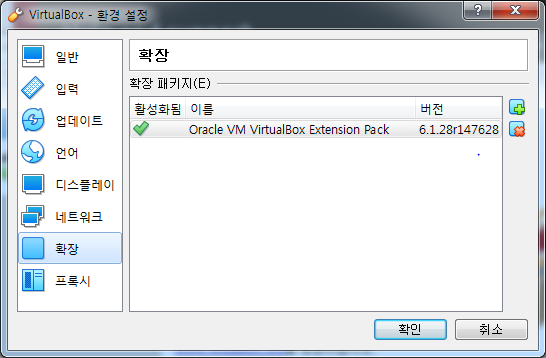 VirtualBox - 환경 설정
일반
입력
업데이트
언어
디스플레이
네트워크
확장
프록시
확장
확장 패키지(E)
활성화됨 이름 버전
Oracle VM VirtualBox Extension Pack 6.1.28r147628
확인 취소